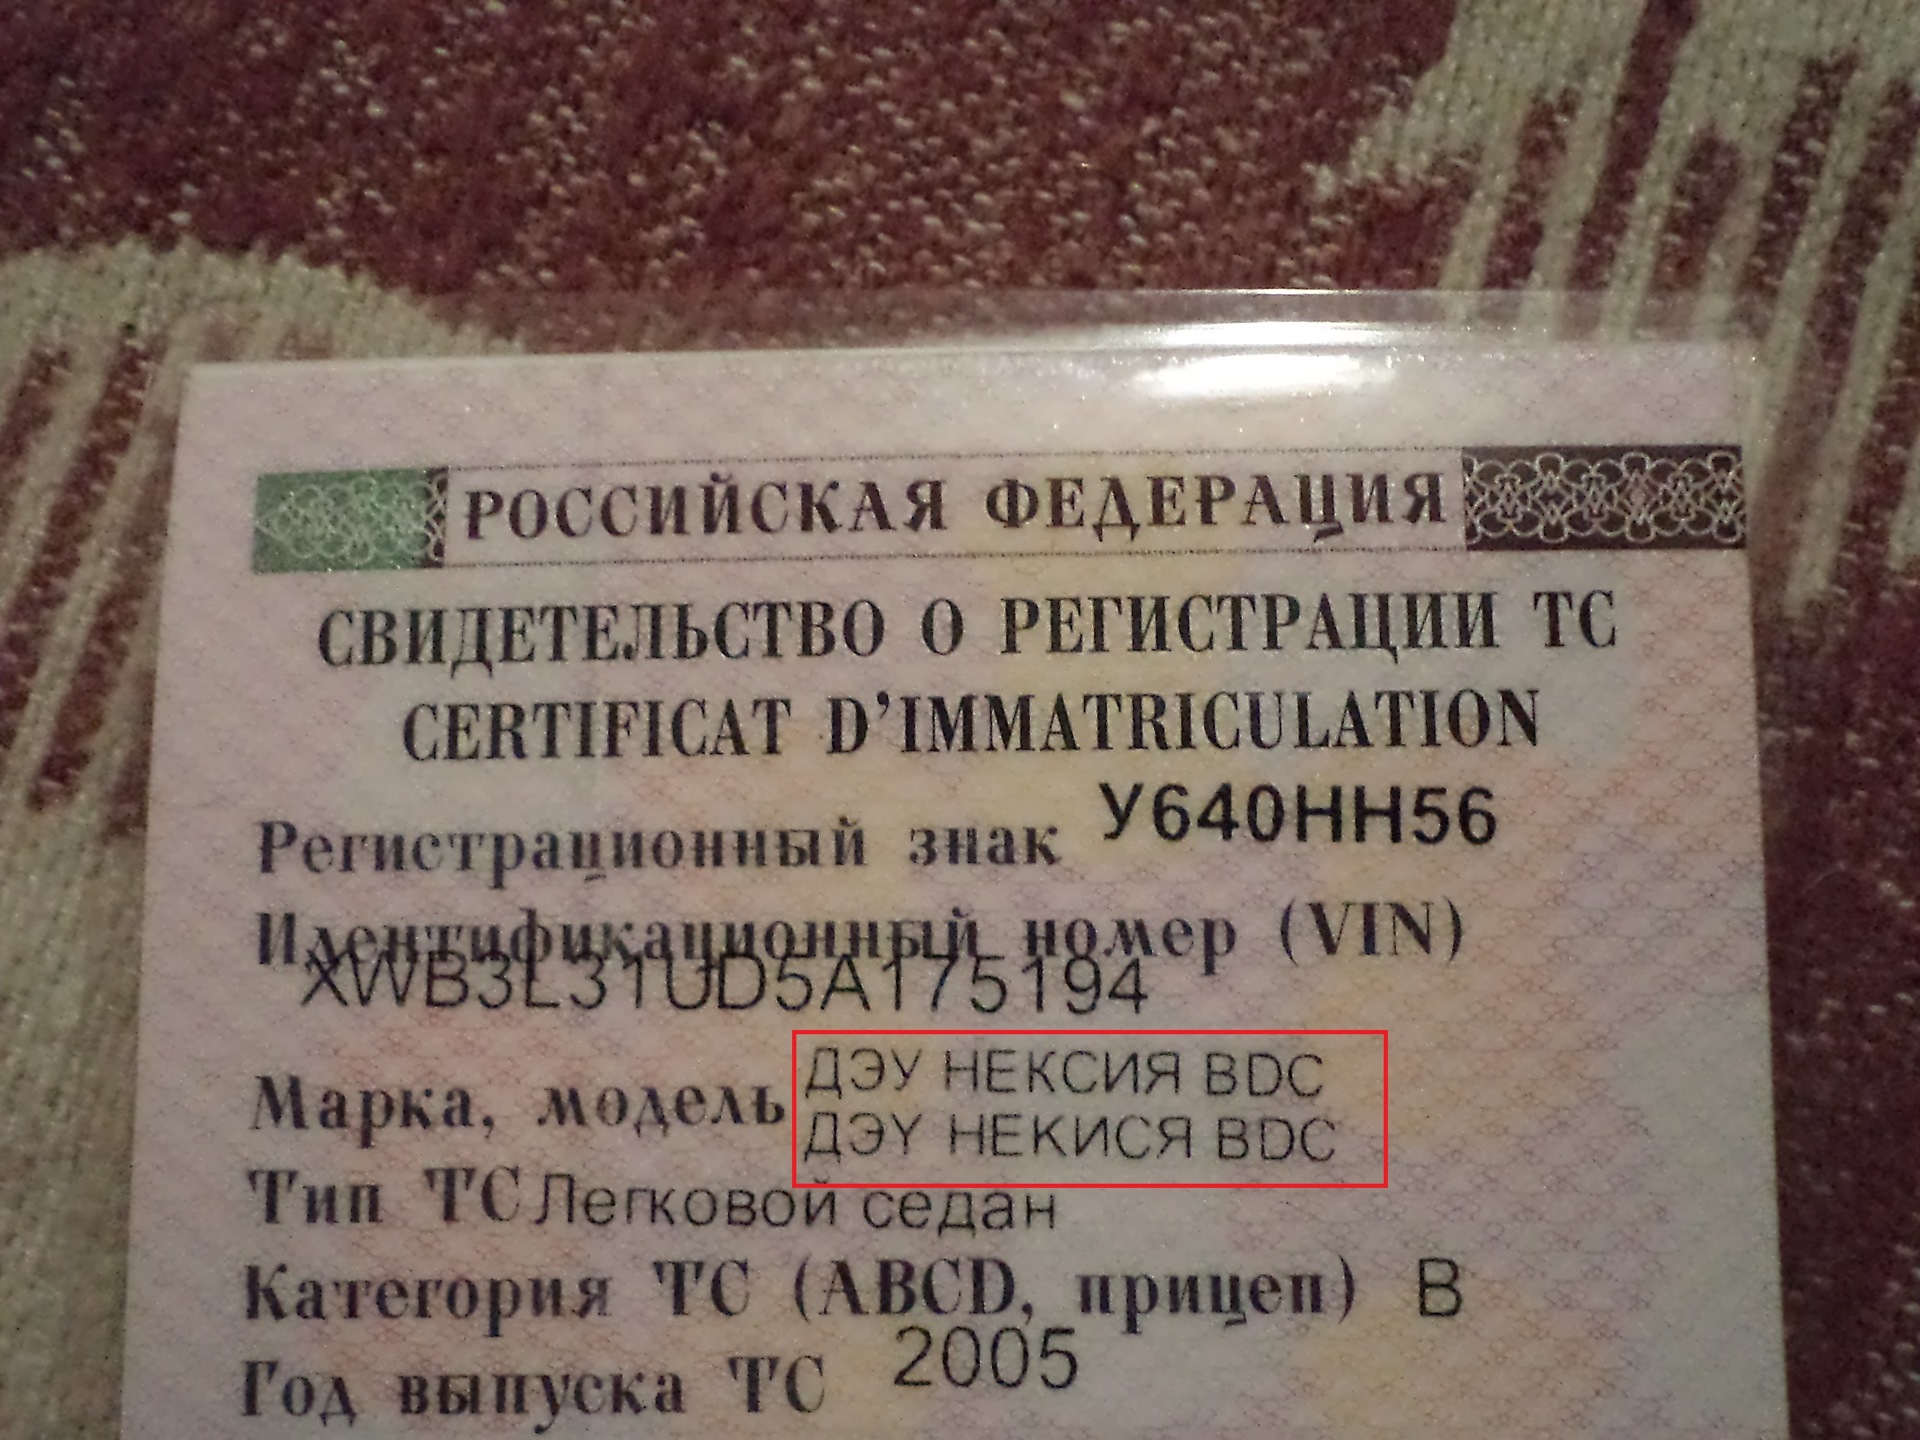 РОССИЙСКАЯ ФЕДЕРАЦИЯ
СВИДЕТЕЛЬСТВО О РЕГИСТРАЦИИ ТС
CERTIFICAT D'IMMATRICULATION
Регистрационный знак У640НН56
Идентификационный номер (VIN)
XWB3L31UD5A175194
Марка, модель ДЭУ НЕКСИЯ BDC
ДЭY НЕКИСЯ BDC
Тип ТС Легковой седан
Категория ТС (ABCD, прицеп) B
Год выпуска ТС 2005